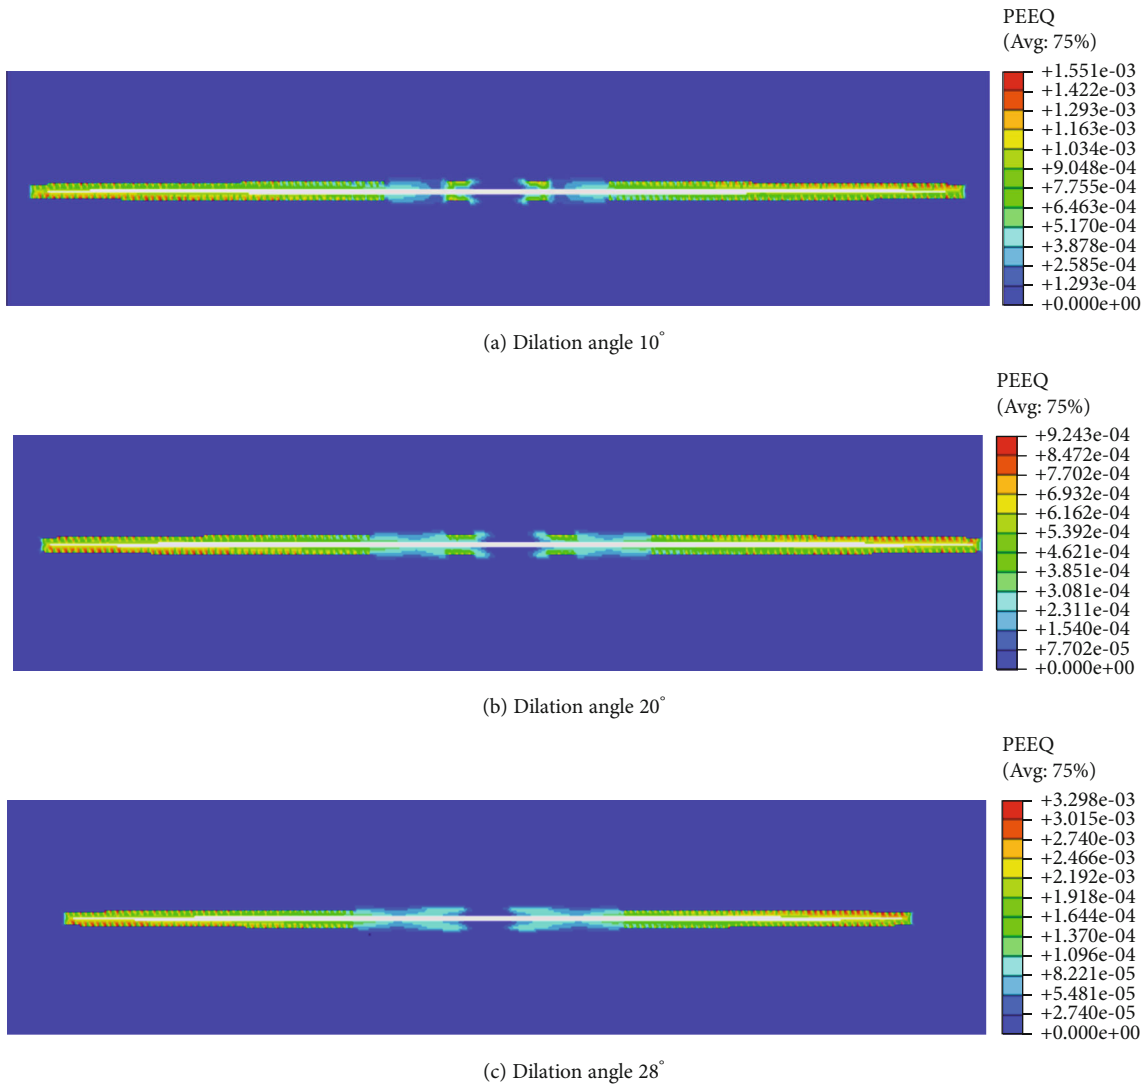 PEEQ
(Avg: 75%)
+1.551e-03
+1.422e-03
+1.293e-03
+1.163e-03
+1.034e-03
+9.048e-04
+7.755e-04
+6.463e-04
+5.170e-04
+3.878e-04
+2.585e-04
+1.293e-04
+0.000e+00
(a) Dilation angle 10°
PEEQ
(Avg: 75%)
+9.243e-04
+8.472e-04
+7.702e-04
+6.932e-04
+6.162e-04
+5.392e-04
+4.621e-04
+3.851e-04
+3.081e-04
+2.311e-04
+1.540e-04
+7.702e-05
+0.000e+00
(b) Dilation angle 20°
PEEQ
(Avg: 75%)
+3.298e-03
+3.015e-03
+2.740e-03
+2.466e-03
+2.192e-03
+1.918e-04
+1.644e-04
+1.370e-04
+1.096e-04
+8.221e-05
+5.481e-05
+2.740e-05
+0.000e+00
(c) Dilation angle 28°